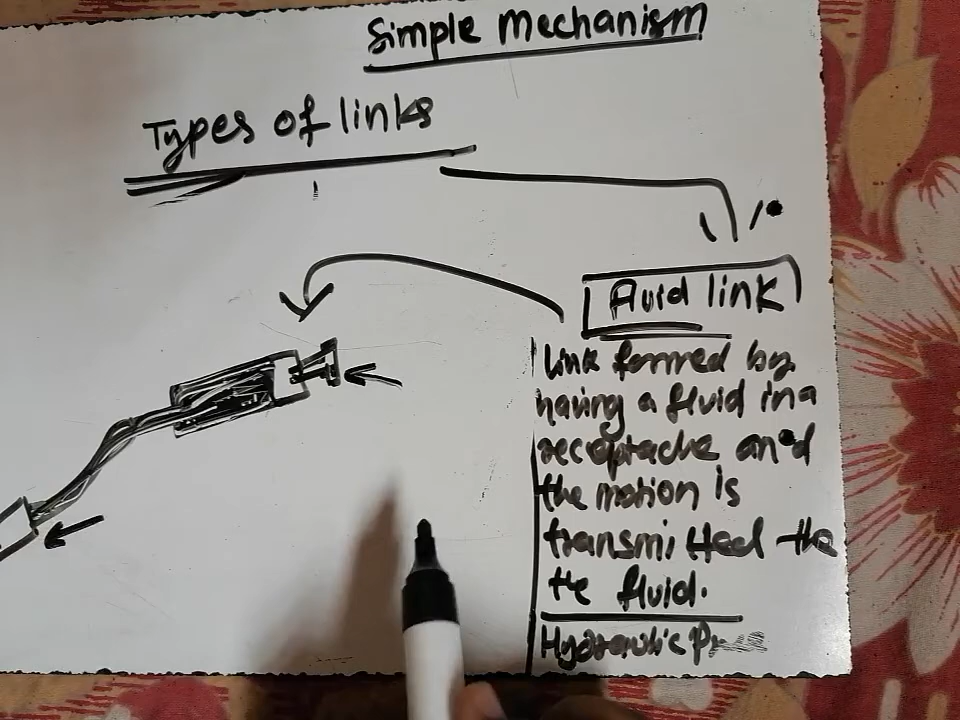 Simple Mechanism
Types of links
Fluid link
Link formed by
having a fluid in a
receptacle and
the motion is
transmitted the
the fluid.
Hydraulic